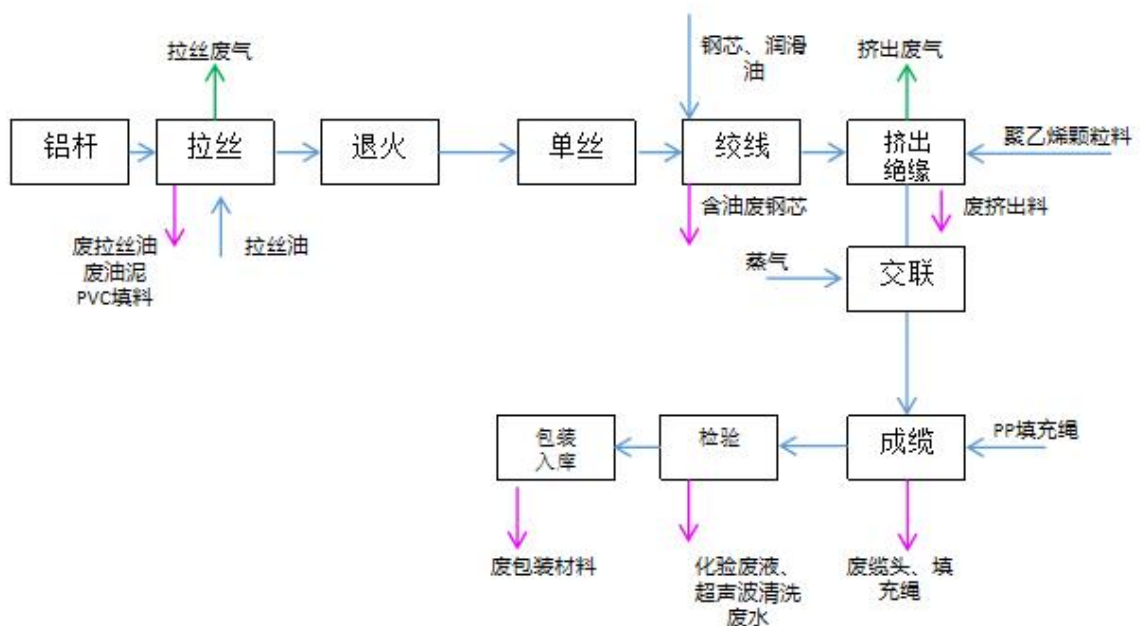 拉丝废气
钢芯、润滑
油
挤出废气
铝杆
拉丝
退火
单丝
绞线
挤出
绝缘
聚乙烯颗粒料
废拉丝油
废油泥
PVC填料
拉丝油
含油废钢芯
废挤出料
蒸气
交联
包装
入库
检验
成缆
PP填充绳
废包装材料
化验废液、
超声波清洗
废水
废缆头、填
充绳